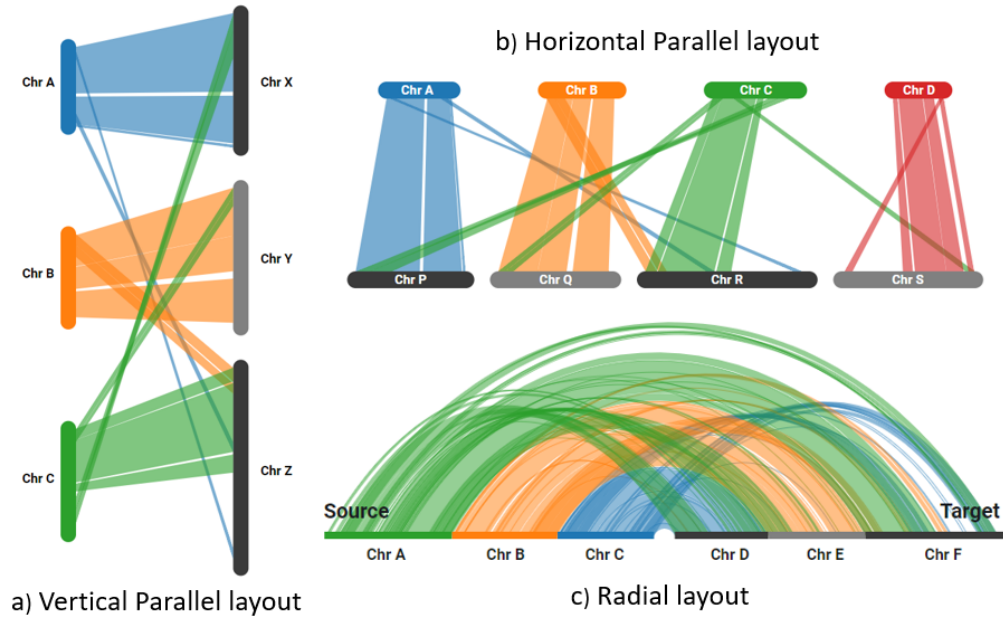 Chr A
Chr X
Chr B
Chr Y
Chr C
Chr Z
a) Vertical Parallel layout
b) Horizontal Parallel layout
Chr A Chr B Chr C Chr D
Chr P Chr Q Chr R Chr S
Source Target
Chr A Chr B Chr C Chr D Chr E Chr F
c) Radial layout